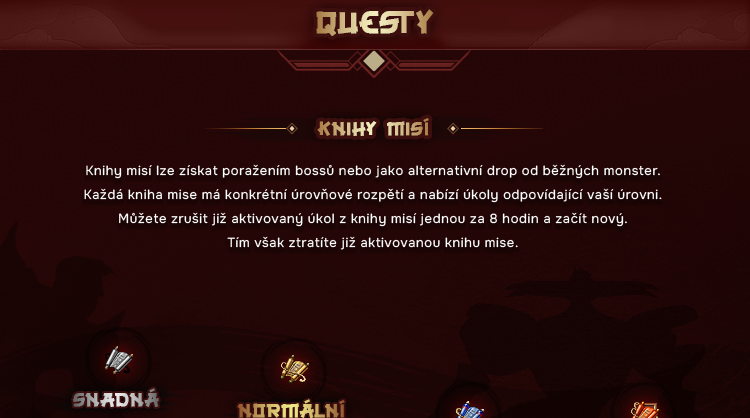 QUESTY
KNIHY MISÍ
Knihy misí lze získat poražením bossů nebo jako alternativní drop od běžných monster.
Každá kniha mise má konkrétní úrovňové rozpětí a nabízí úkoly odpovídající vaší úrovni.
Můžete zrušit již aktivovaný úkol z knihy misí jednou za 8 hodin a začít nový.
Tím však ztratíte již aktivovanou knihu mise.
SNADNÁ
NORMÁLNÍ